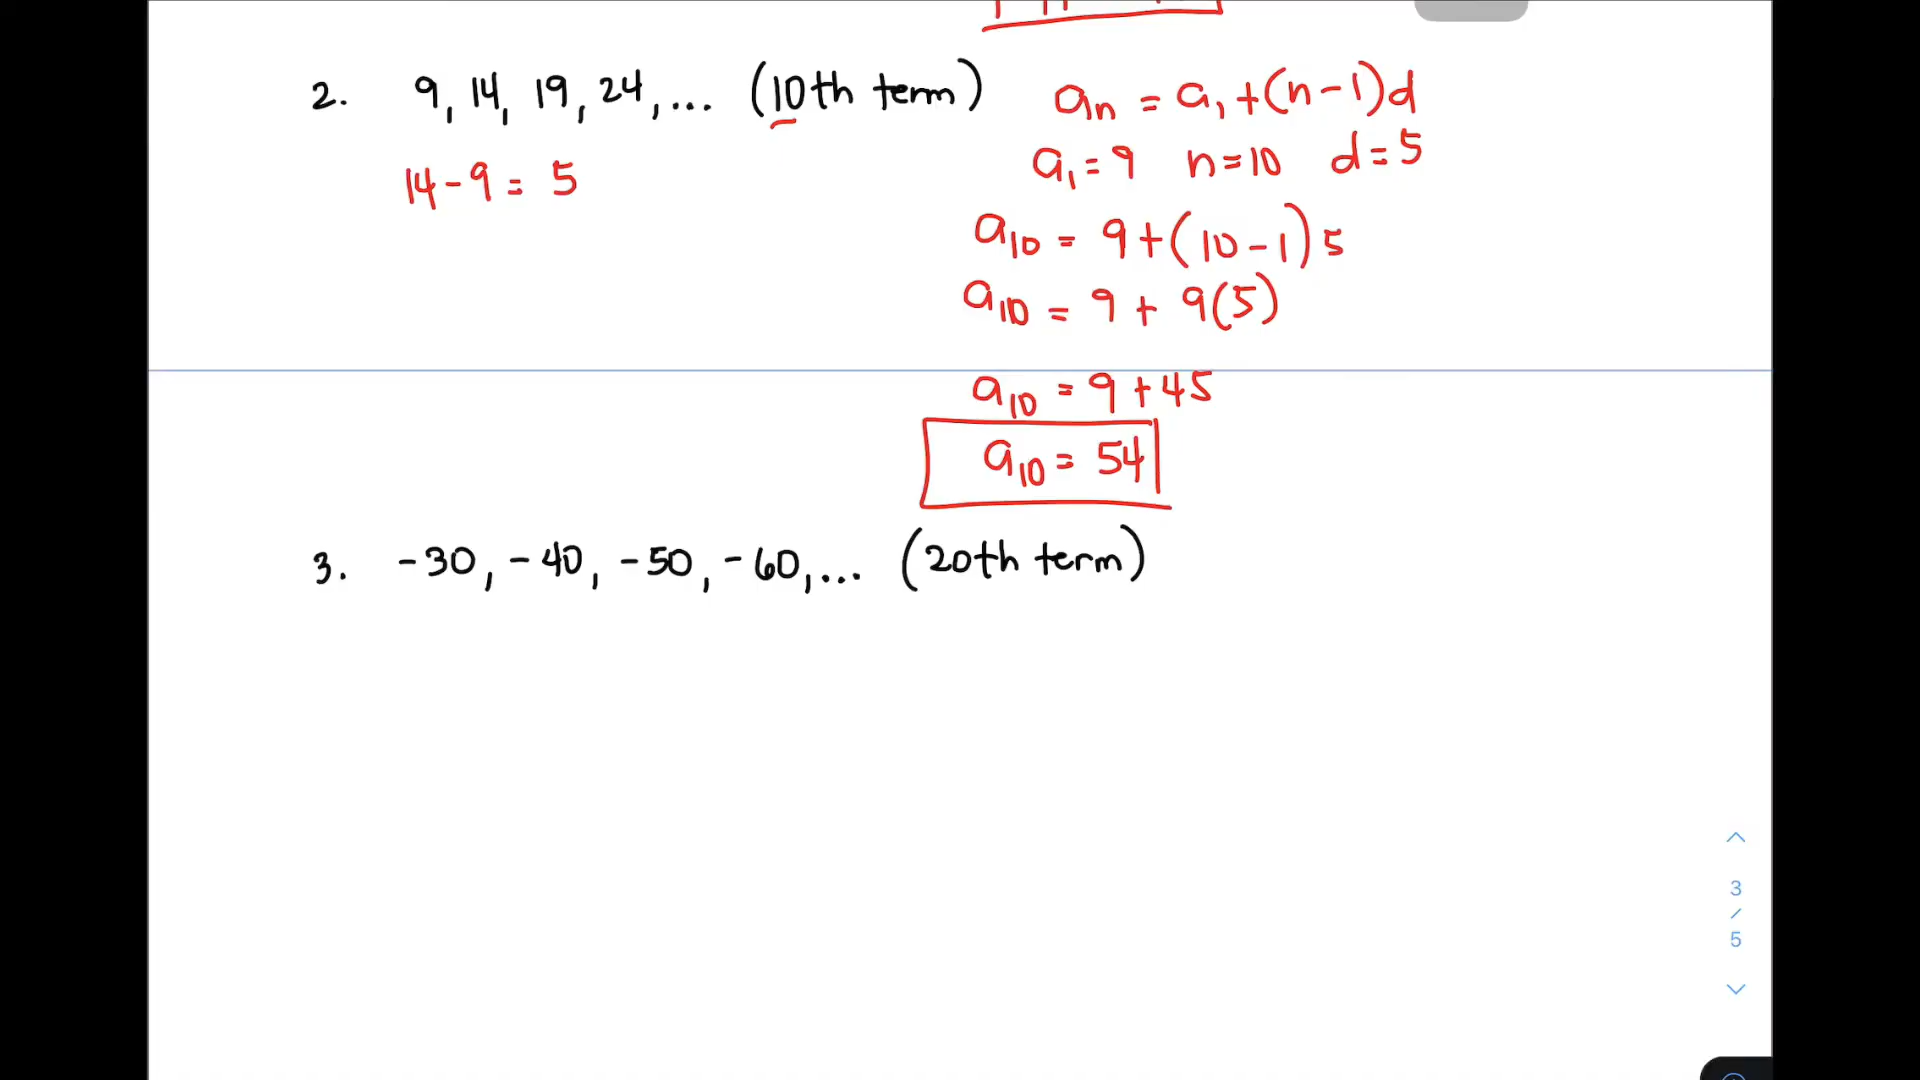 2. 9, 14, 19, 24, ... (10th term)
aₙ = a₁ + (n - 1)d
14 - 9 = 5
a₁ = 9 n = 10 d = 5
a₁₀ = 9 + (10 - 1) 5
a₁₀ = 9 + 9(5)
a₁₀ = 9 + 45
a₁₀ = 54
3. -30, -40, -50, -60, ... (20th term)
3
/
5